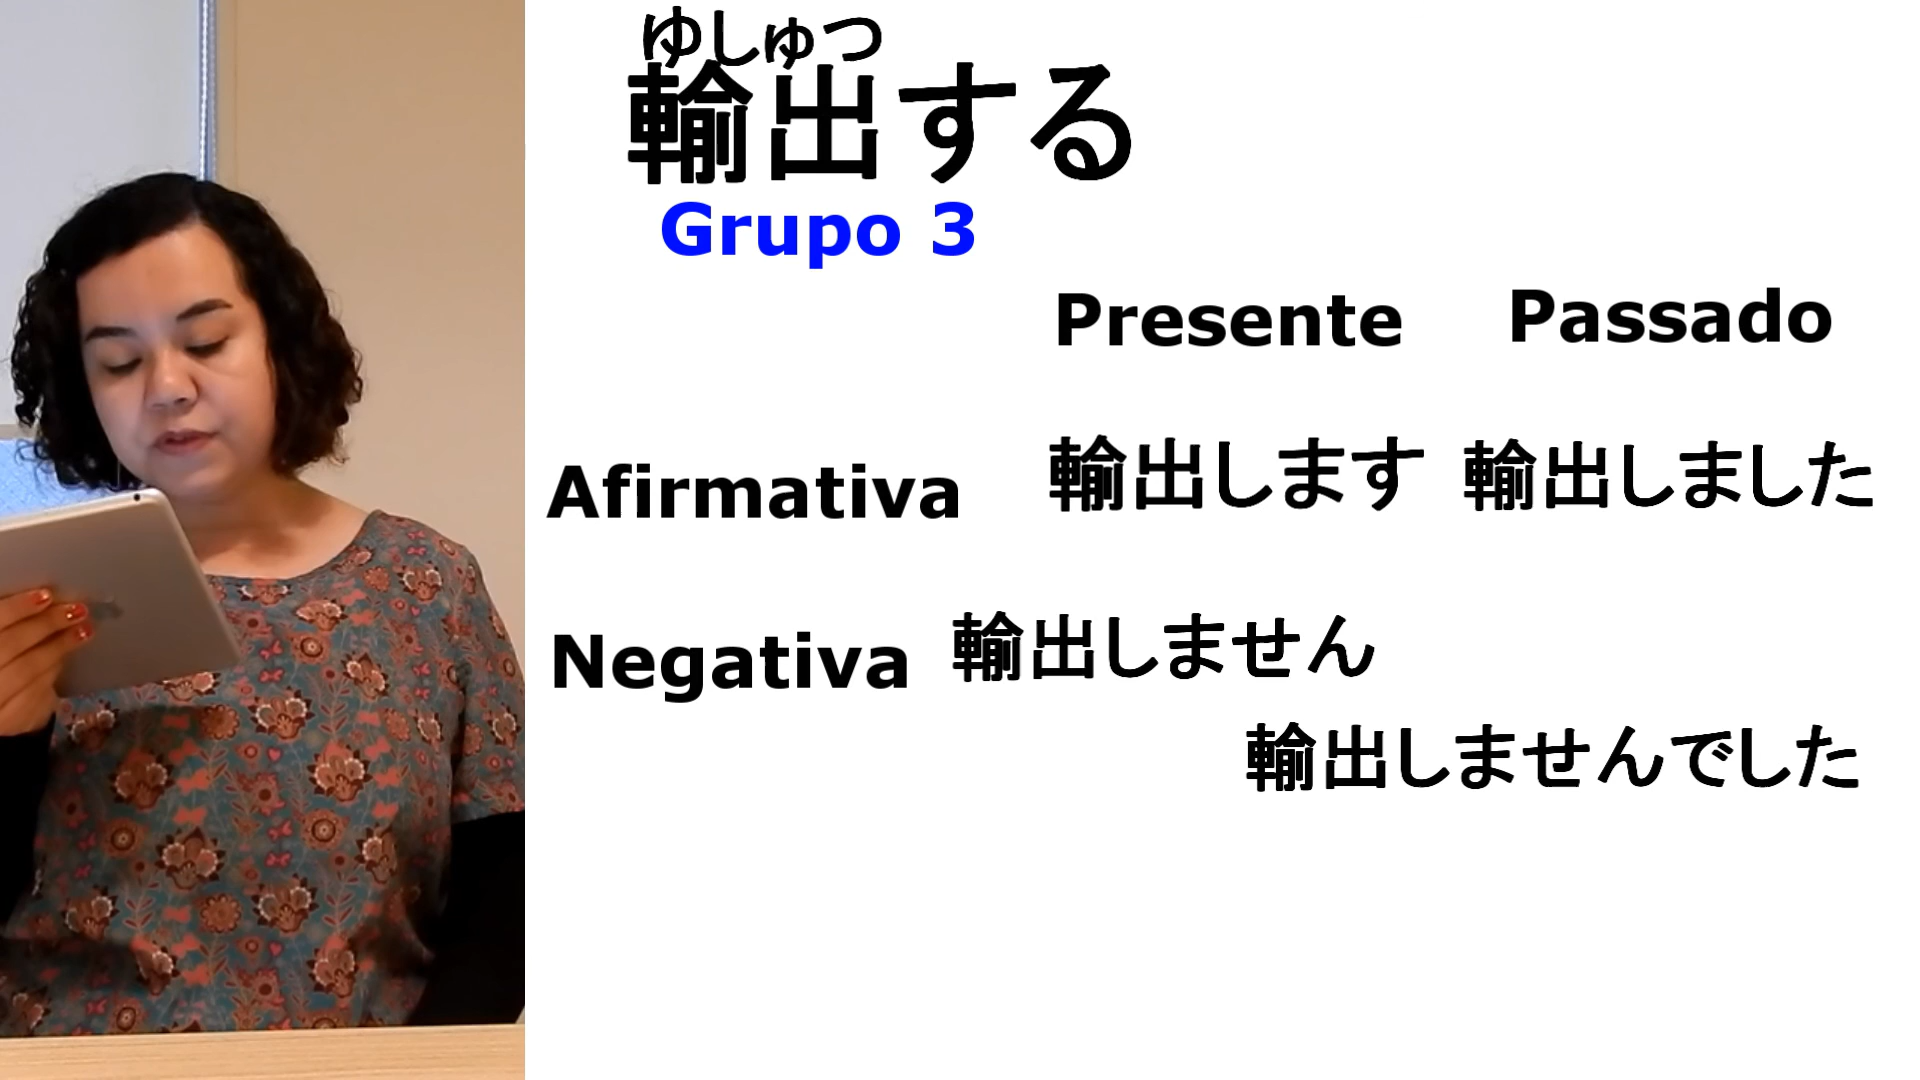 ゆしゅつ
輸出する
Grupo 3
Presente Passado
Afirmativa 輸出します 輸出しました
Negativa 輸出しません
輸出しませんでした